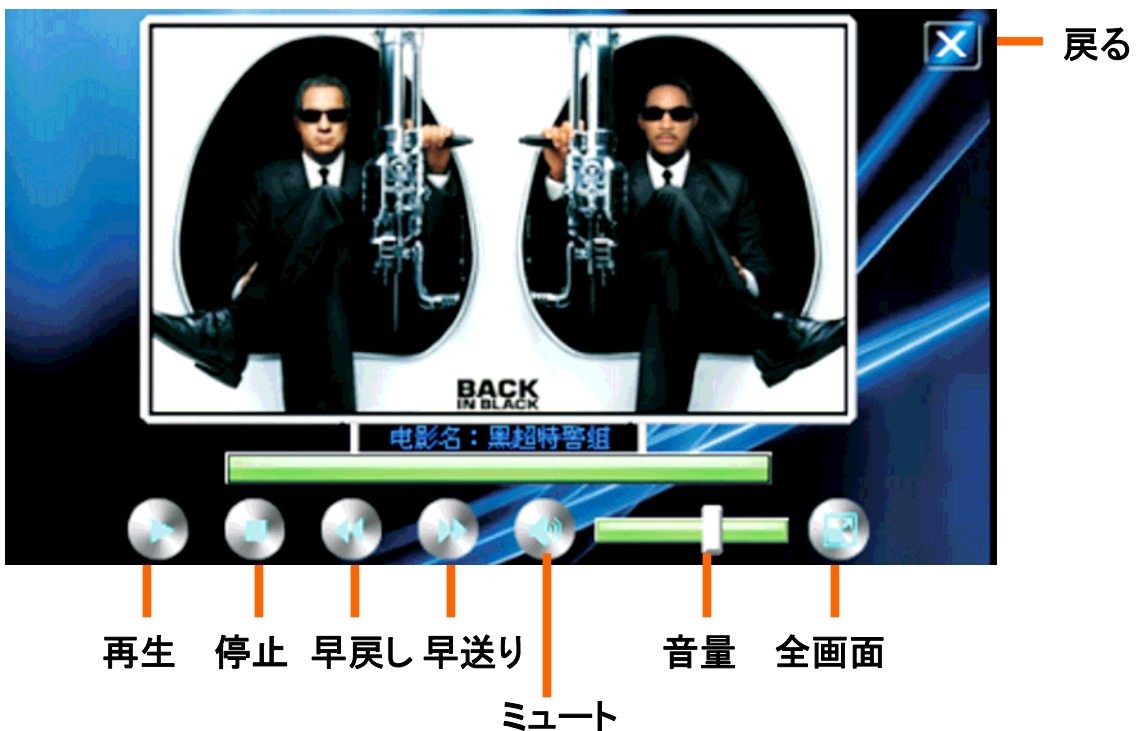 戻る
BACK
IN BLACK
电影名：黑超特警组
再生 停止 早戻し 早送り 音量 全画面
ミュート